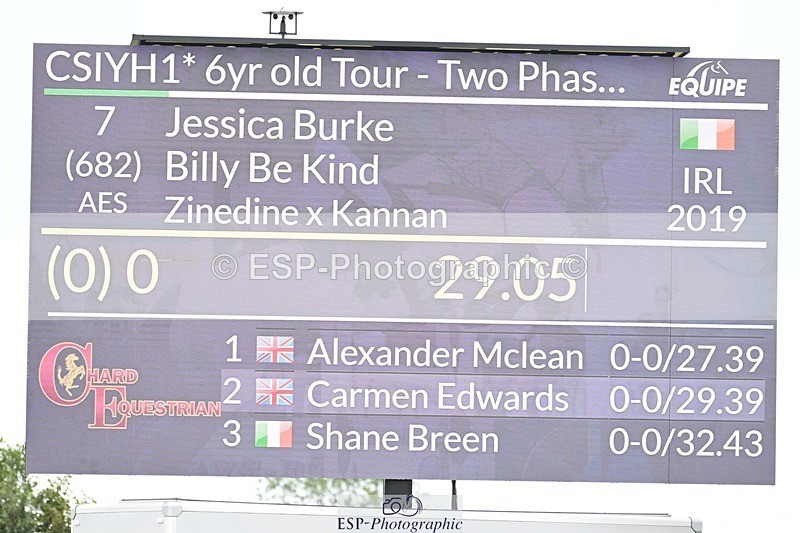 CSIYH1* 6yr old Tour - Two Phas...
EQUIPE
7 Jessica Burke
(682) Billy Be Kind IRL
AES Zinedine x Kannan 2019
© ESP-Photographic ©
(0) 0 29.05
CHARD
EQUESTRIAN
1 Alexander Mclean 0-0/27.39
2 Carmen Edwards 0-0/29.39
3 Shane Breen 0-0/32.43
ESP-Photographic